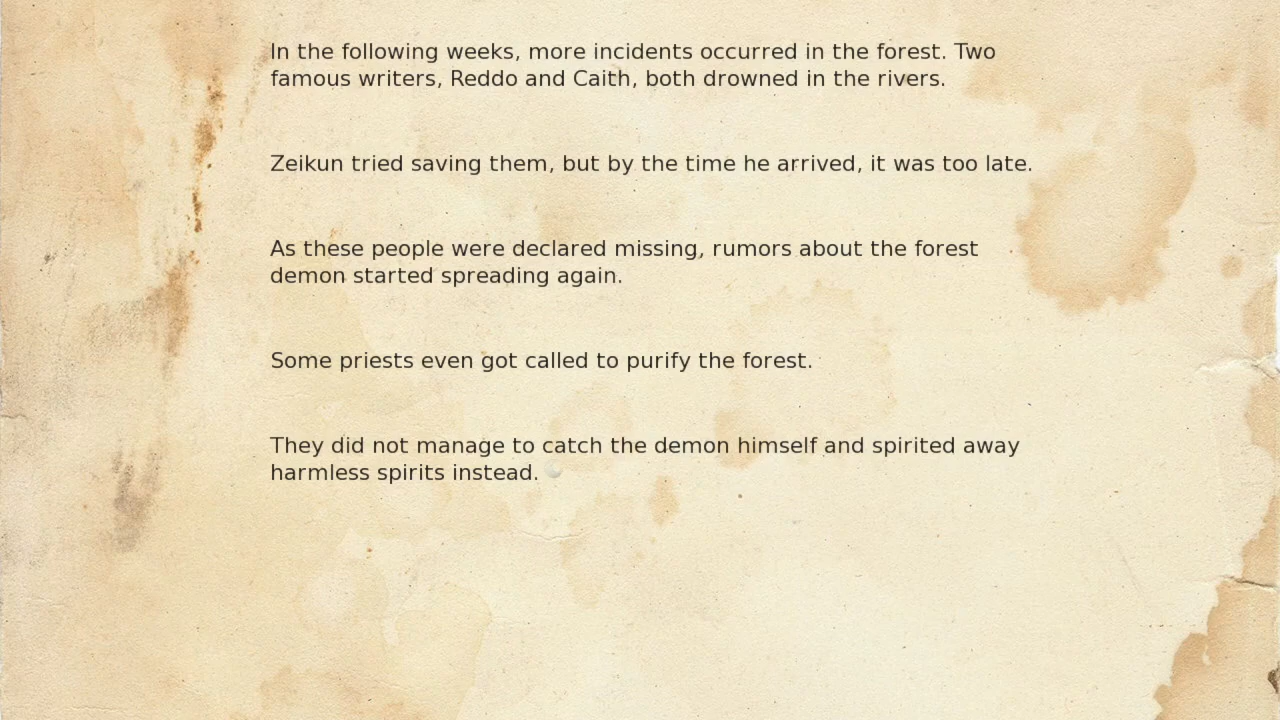 In the following weeks, more incidents occurred in the forest. Two
famous writers, Reddo and Caith, both drowned in the rivers.
Zeikun tried saving them, but by the time he arrived, it was too late.
As these people were declared missing, rumors about the forest
demon started spreading again.
Some priests even got called to purify the forest.
They did not manage to catch the demon himself and spirited away
harmless spirits instead.